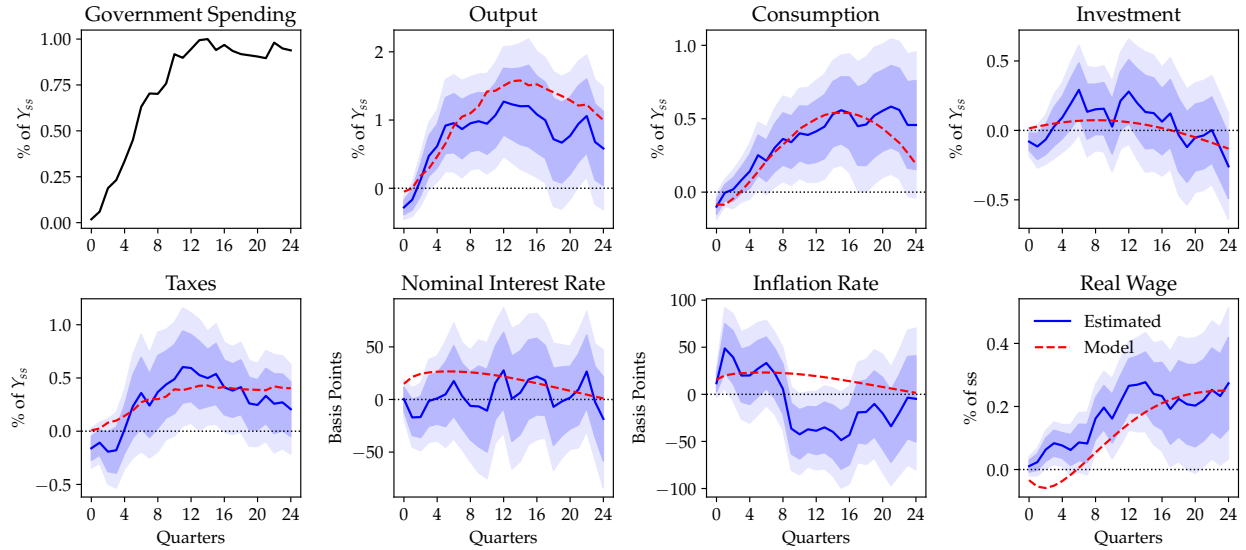 Government Spending
% of Y_ss
1.00
0.75
0.50
0.25
0.00
0 4 8 12 16 20 24
Output
% of Y_ss
2
1
0
0 4 8 12 16 20 24
Consumption
% of Y_ss
1.0
0.5
0.0
0 4 8 12 16 20 24
Investment
% of Y_ss
0.5
0.0
−0.5
0 4 8 12 16 20 24
Taxes
% of Y_ss
1.0
0.5
0.0
−0.5
0 4 8 12 16 20 24
Quarters
Nominal Interest Rate
Basis Points
50
0
−50
0 4 8 12 16 20 24
Quarters
Inflation Rate
Basis Points
100
50
0
−50
−100
0 4 8 12 16 20 24
Quarters
Real Wage
Estimated
Model
% of ss
0.4
0.2
0.0
0 4 8 12 16 20 24
Quarters